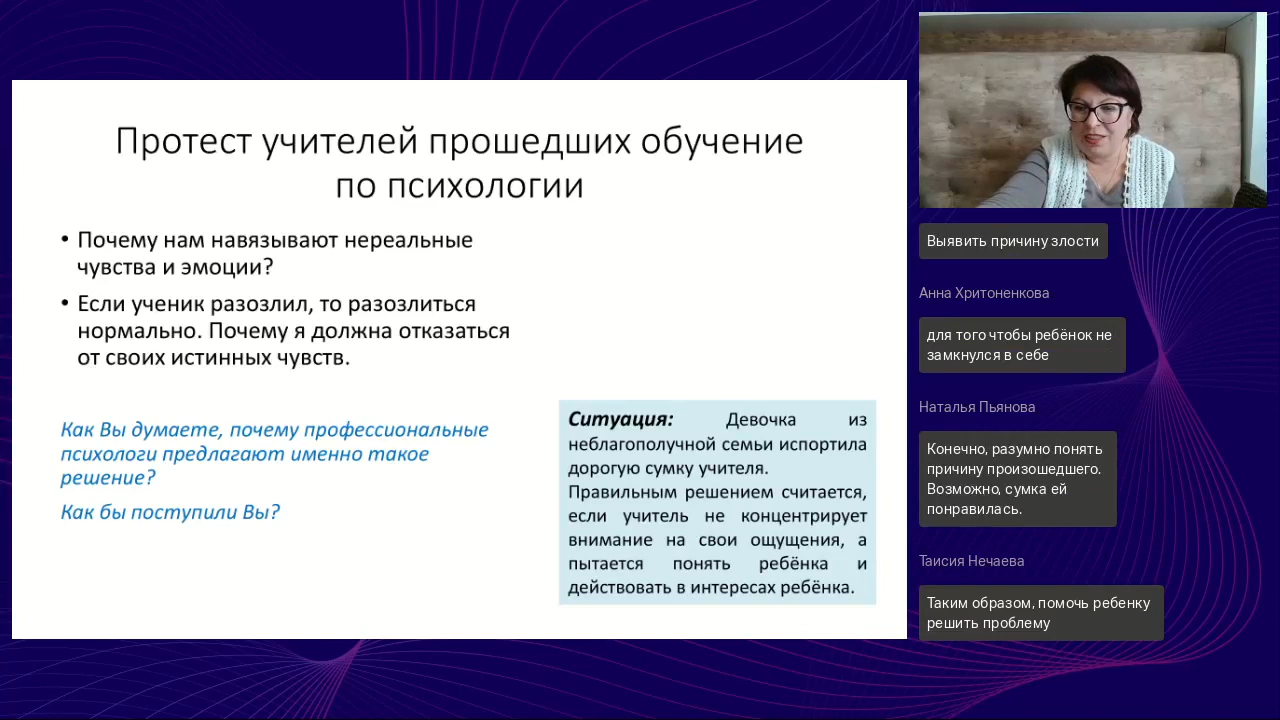 Протест учителей прошедших обучение
по психологии
• Почему нам навязывают нереальные
чувства и эмоции?
• Если ученик разозлил, то разозлиться
нормально. Почему я должна отказаться
от своих истинных чувств.
Как Вы думаете, почему профессиональные
психологи предлагают именно такое
решение?
Как бы поступили Вы?
Ситуация: Девочка из
неблагополучной семьи испортила
дорогую сумку учителя.
Правильным решением считается,
если учитель не концентрирует
внимание на свои ощущения, а
пытается понять ребёнка и
действовать в интересах ребёнка.
Выявить причину злости
Анна Хритоненкова
для того чтобы ребёнок не
замкнулся в себе
Наталья Пьянова
Конечно, разумно понять
причину произошедшего.
Возможно, сумка ей
понравилась.
Таисия Нечаева
Таким образом, помочь ребенку
решить проблему